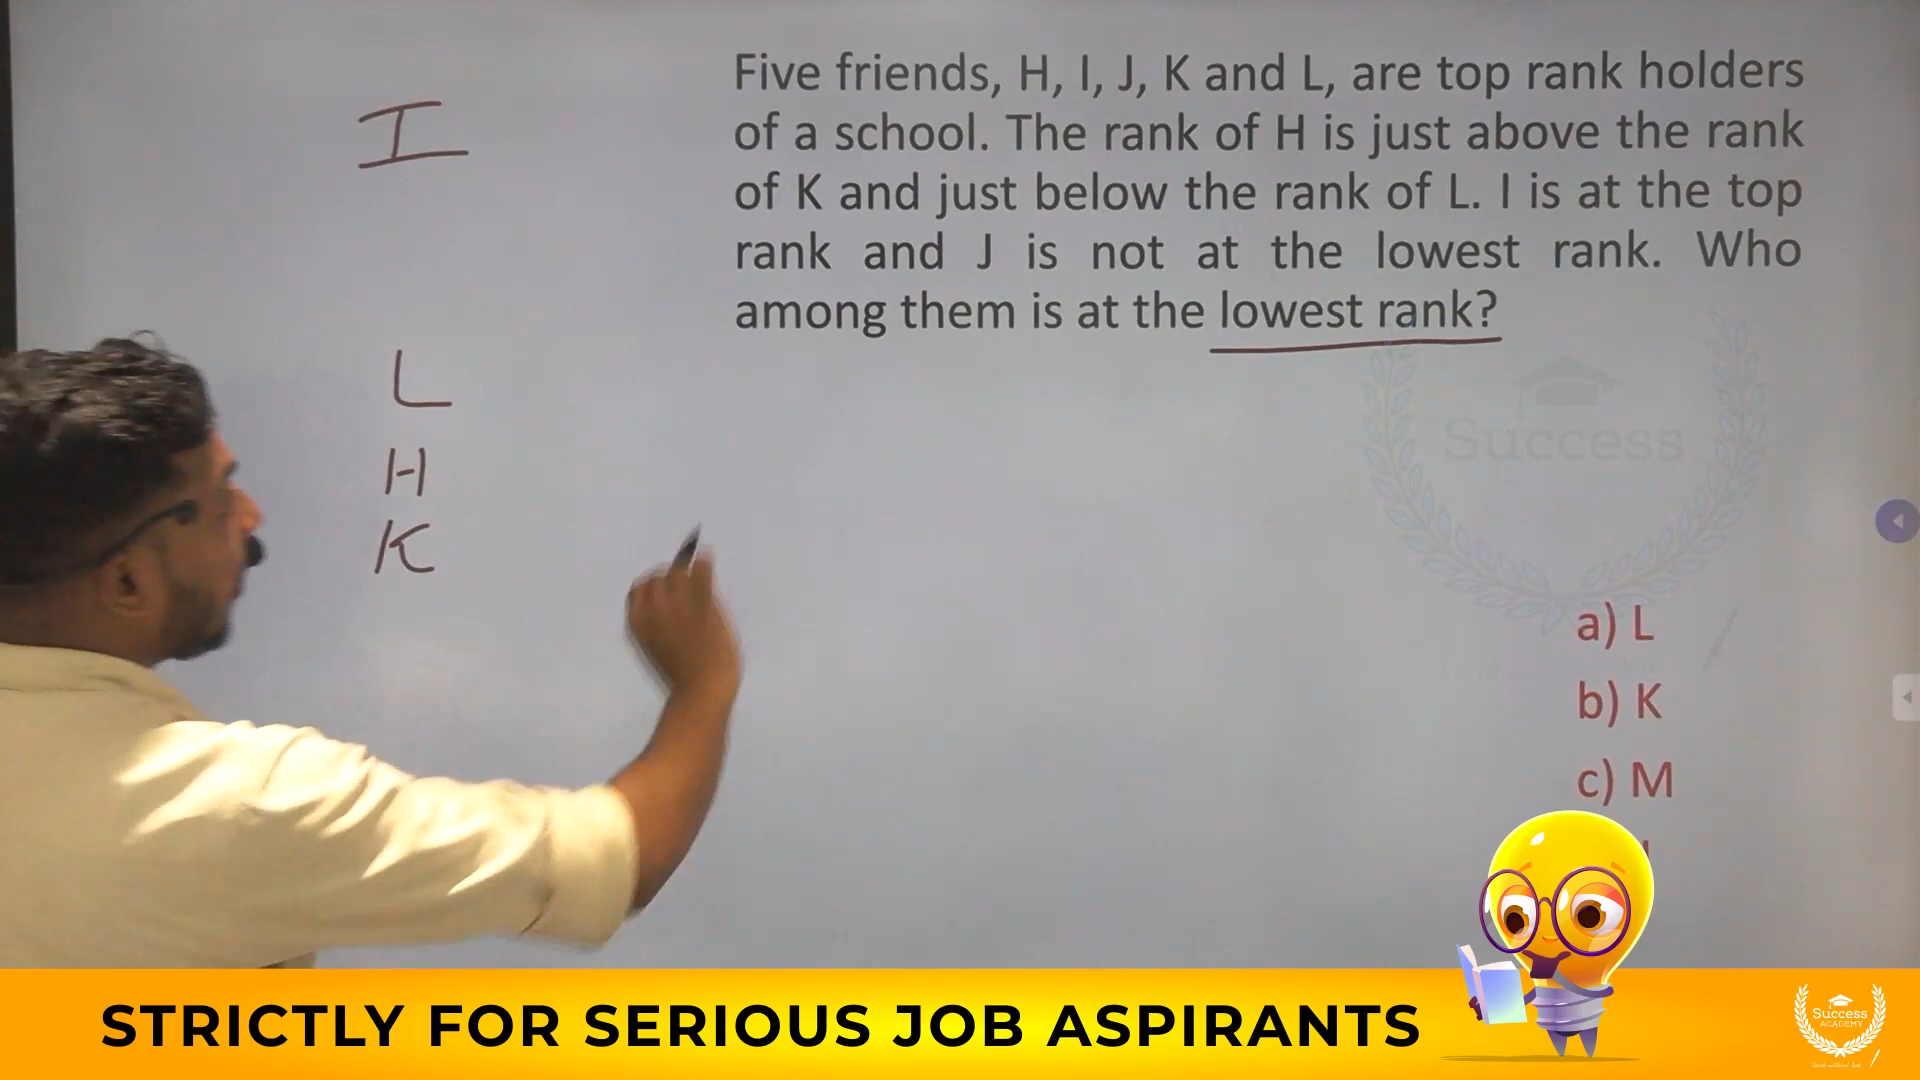 Five friends, H, I, J, K and L, are top rank holders
of a school. The rank of H is just above the rank
of K and just below the rank of L. I is at the top
rank and J is not at the lowest rank. Who
among them is at the lowest rank?
I
L
H
K
Success
a) L
b) K
c) M
STRICTLY FOR SERIOUS JOB ASPIRANTS
Success
ACADEMY